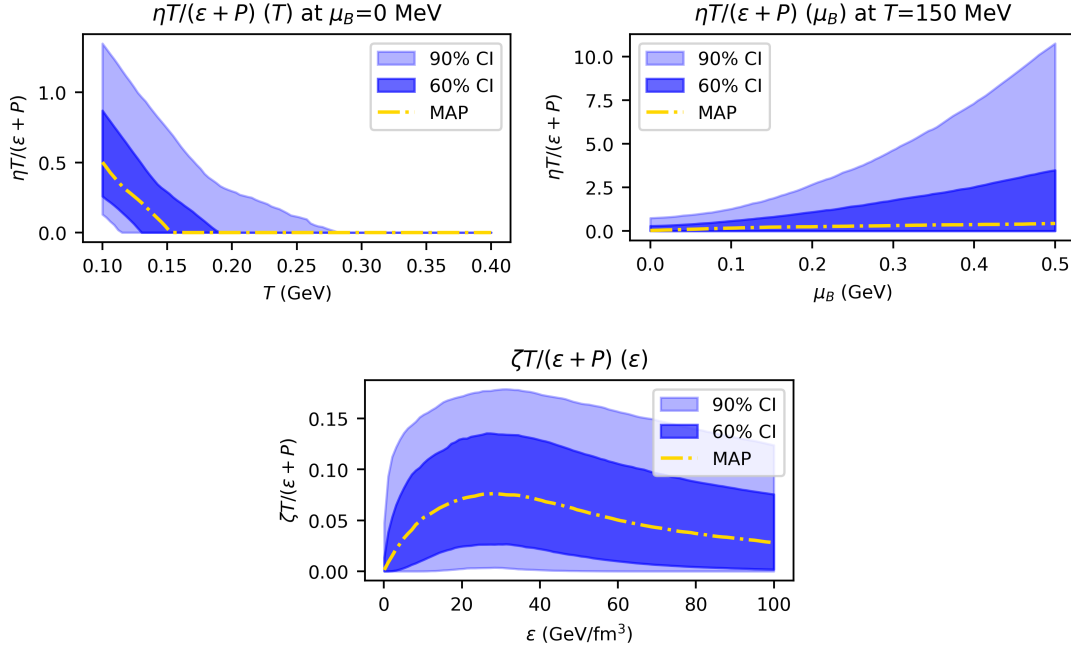 ηT/(ε + P) (T) at μ_B=0 MeV
ηT/(ε + P)
1.0
0.5
0.0
90% CI
60% CI
MAP
0.10 0.15 0.20 0.25 0.30 0.35 0.40
T (GeV)
ηT/(ε + P) (μ_B) at T=150 MeV
ηT/(ε + P)
10.0
7.5
5.0
2.5
0.0
90% CI
60% CI
MAP
0.0 0.1 0.2 0.3 0.4 0.5
μ_B (GeV)
ζT/(ε + P) (ε)
ζT/(ε + P)
0.15
0.10
0.05
0.00
90% CI
60% CI
MAP
0 20 40 60 80 100
ε (GeV/fm³)